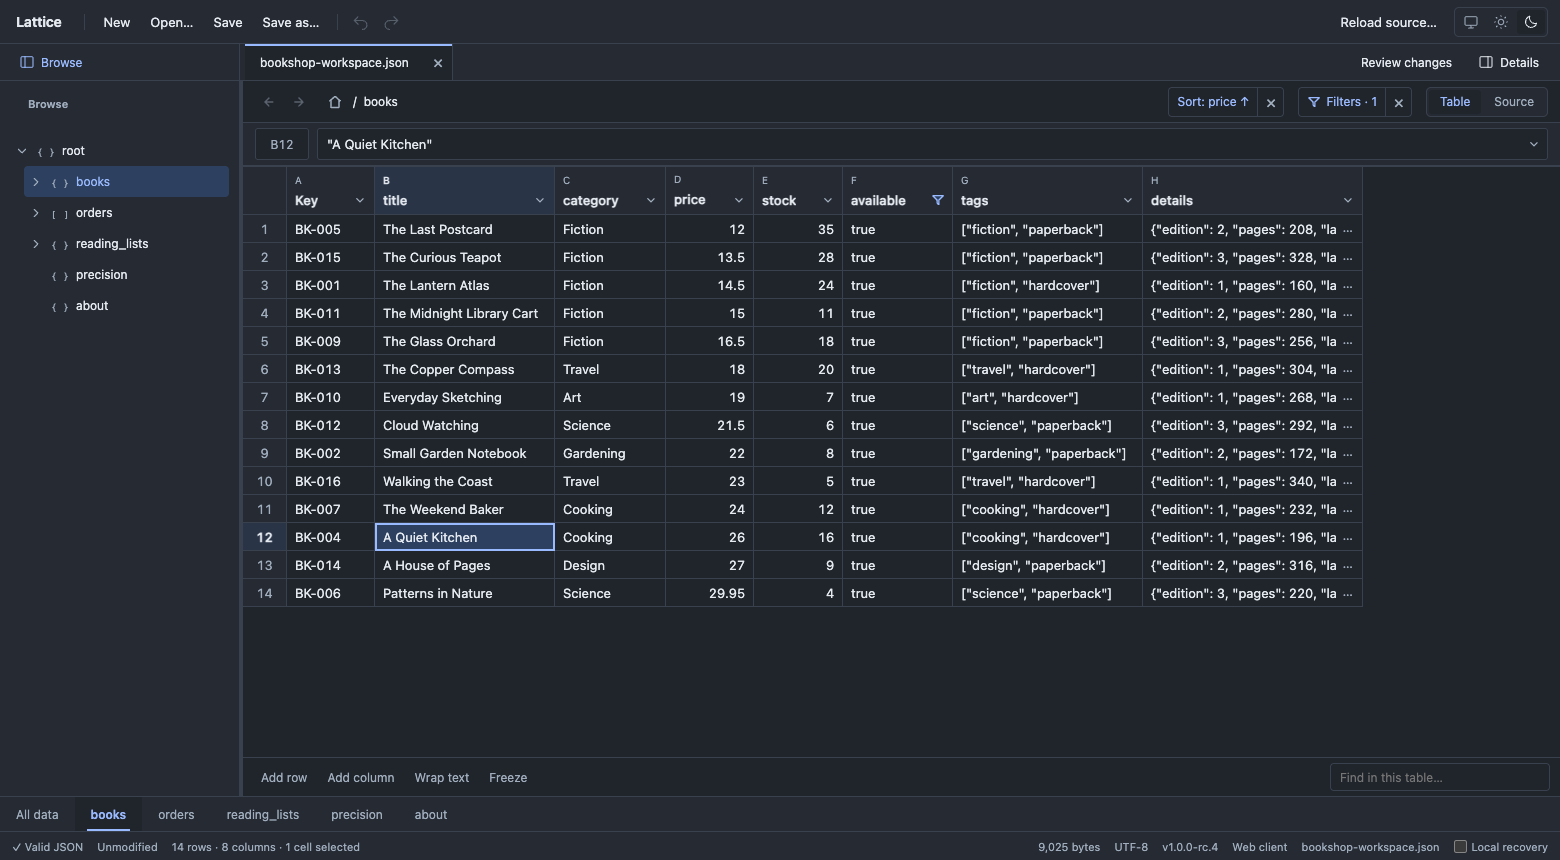 Lattice New Open... Save Save as... Reload source...
Browse bookshop-workspace.json Review changes Details
Browse
/ books Sort: price ↑ Filters · 1 Table Source
B12 "A Quiet Kitchen"
{ } root
{ } books
[ ] orders
{ } reading_lists
{ } precision
{ } about
A B C D E F G H
Key title category price stock available tags details
1 BK-005 The Last Postcard Fiction 12 35 true ["fiction", "paperback"] {"edition": 2, "pages": 208, "la ...
2 BK-015 The Curious Teapot Fiction 13.5 28 true ["fiction", "paperback"] {"edition": 3, "pages": 328, "la ...
3 BK-001 The Lantern Atlas Fiction 14.5 24 true ["fiction", "hardcover"] {"edition": 1, "pages": 160, "la ...
4 BK-011 The Midnight Library Cart Fiction 15 11 true ["fiction", "paperback"] {"edition": 2, "pages": 280, "la ...
5 BK-009 The Glass Orchard Fiction 16.5 18 true ["fiction", "paperback"] {"edition": 3, "pages": 256, "la ...
6 BK-013 The Copper Compass Travel 18 20 true ["travel", "hardcover"] {"edition": 1, "pages": 304, "la ...
7 BK-010 Everyday Sketching Art 19 7 true ["art", "hardcover"] {"edition": 1, "pages": 268, "la ...
8 BK-012 Cloud Watching Science 21.5 6 true ["science", "paperback"] {"edition": 3, "pages": 292, "la ...
9 BK-002 Small Garden Notebook Gardening 22 8 true ["gardening", "paperback"] {"edition": 2, "pages": 172, "la ...
10 BK-016 Walking the Coast Travel 23 5 true ["travel", "hardcover"] {"edition": 1, "pages": 340, "la ...
11 BK-007 The Weekend Baker Cooking 24 12 true ["cooking", "hardcover"] {"edition": 1, "pages": 232, "la ...
12 BK-004 A Quiet Kitchen Cooking 26 16 true ["cooking", "hardcover"] {"edition": 1, "pages": 196, "la ...
13 BK-014 A House of Pages Design 27 9 true ["design", "paperback"] {"edition": 2, "pages": 316, "la ...
14 BK-006 Patterns in Nature Science 29.95 4 true ["science", "paperback"] {"edition": 3, "pages": 220, "la ...
Add row Add column Wrap text Freeze Find in this table...
All data books orders reading_lists precision about
✓ Valid JSON Unmodified 14 rows · 8 columns · 1 cell selected 9,025 bytes UTF-8 v1.0.0-rc.4 Web client bookshop-workspace.json Local recovery